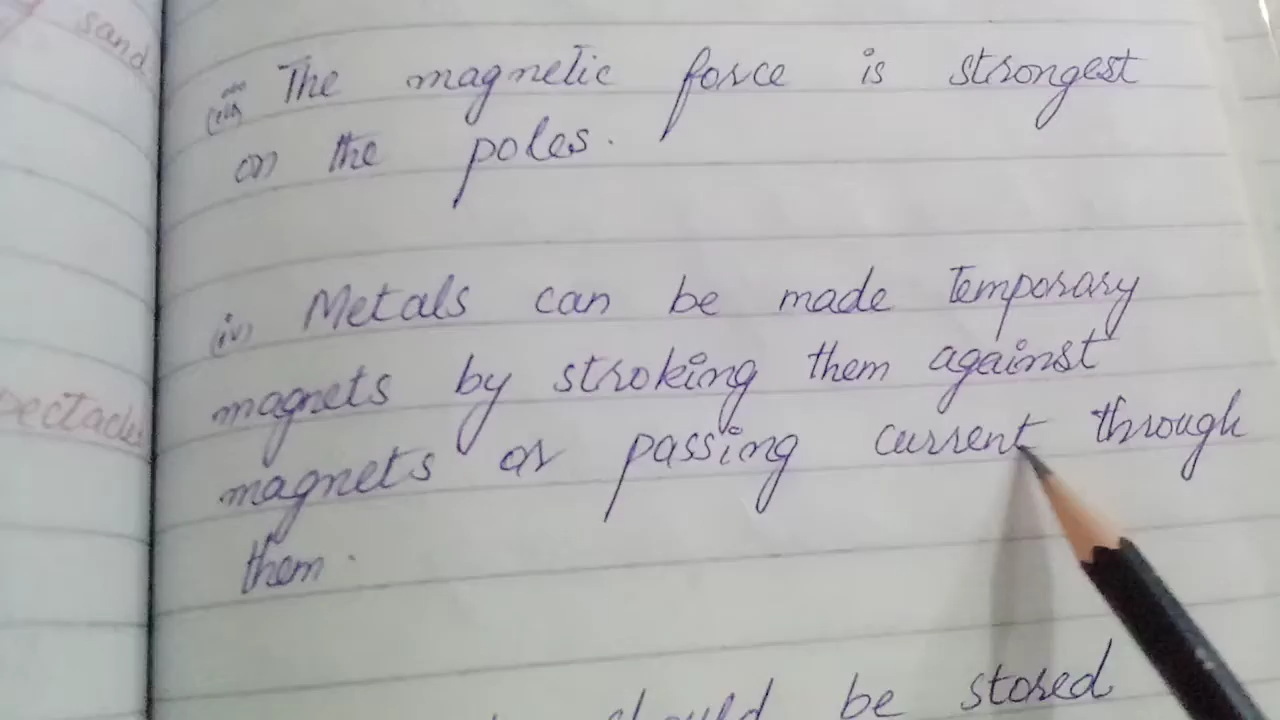 sand
(iii) The magnetic force is strongest
on the poles.
(iv) Metals can be made temporary
magnets by stroking them against
magnets or passing current through
them.
should be stored